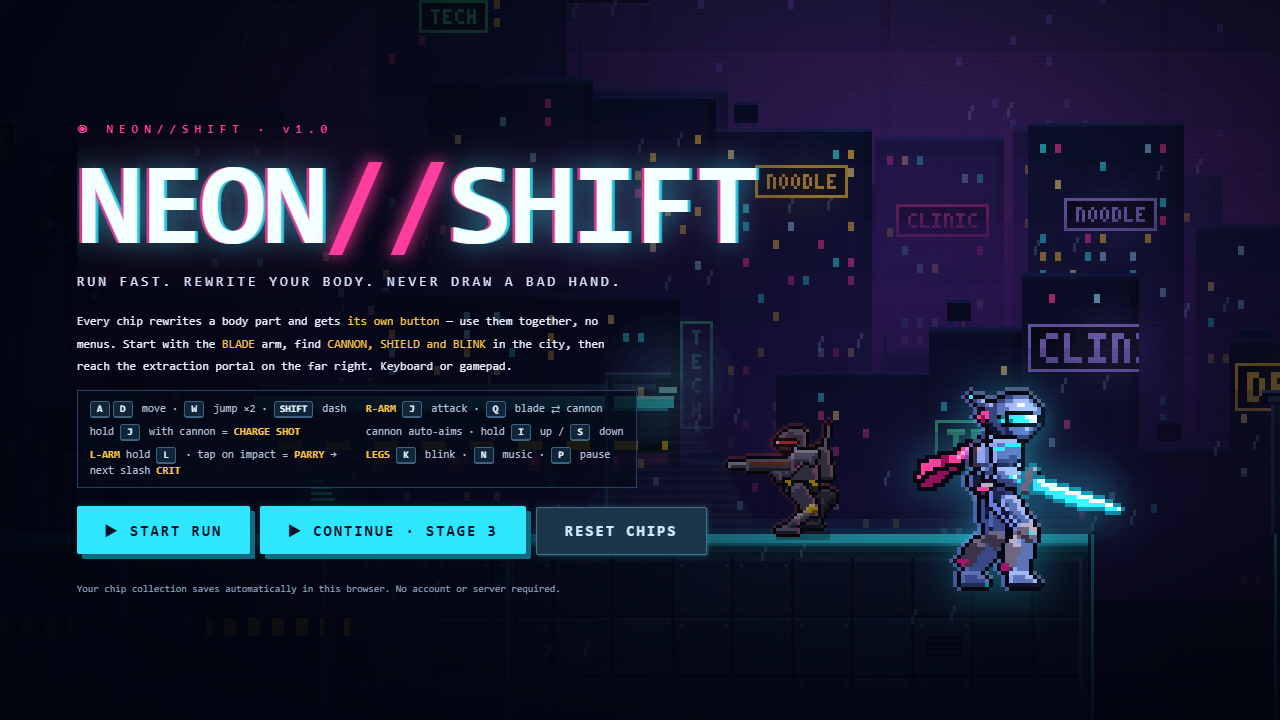 TECH
◉ NEON//SHIFT · v1.0
NEON//SHIFT
NOODLE
CLINIC
NOODLE
RUN FAST. REWRITE YOUR BODY. NEVER DRAW A BAD HAND.
Every chip rewrites a body part and gets its own button — use them together, no
menus. Start with the BLADE arm, find CANNON, SHIELD and BLINK in the city, then
reach the extraction portal on the far right. Keyboard or gamepad.
TECH
A D move · W jump ×2 · SHIFT dash
hold J with cannon = CHARGE SHOT
L-ARM hold L · tap on impact = PARRY →
next slash CRIT
R-ARM J attack · Q blade ⇄ cannon
cannon auto-aims · hold I up / S down
LEGS K blink · N music · P pause
▶ START RUN
▶ CONTINUE · STAGE 3
RESET CHIPS
Your chip collection saves automatically in this browser. No account or server required.